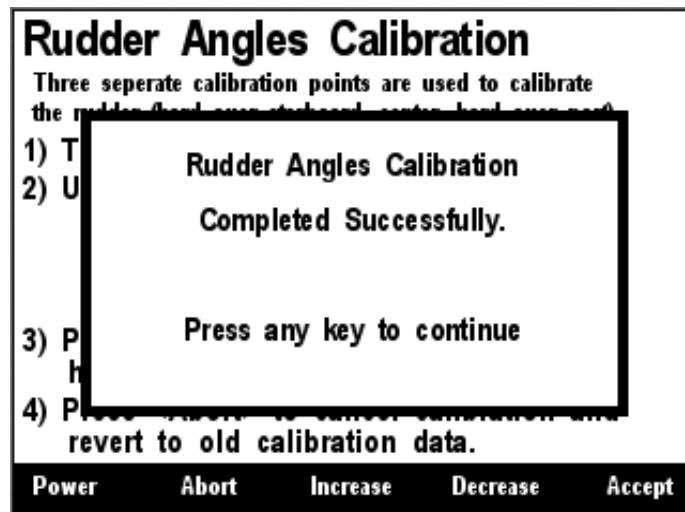 Rudder Angles Calibration
Three seperate calibration points are used to calibrate
the
1) T
2) U
Rudder Angles Calibration
Completed Successfully.
Press any key to continue
3) P
h
4)
revert to old calibration data.
Power Abort Increase Decrease Accept